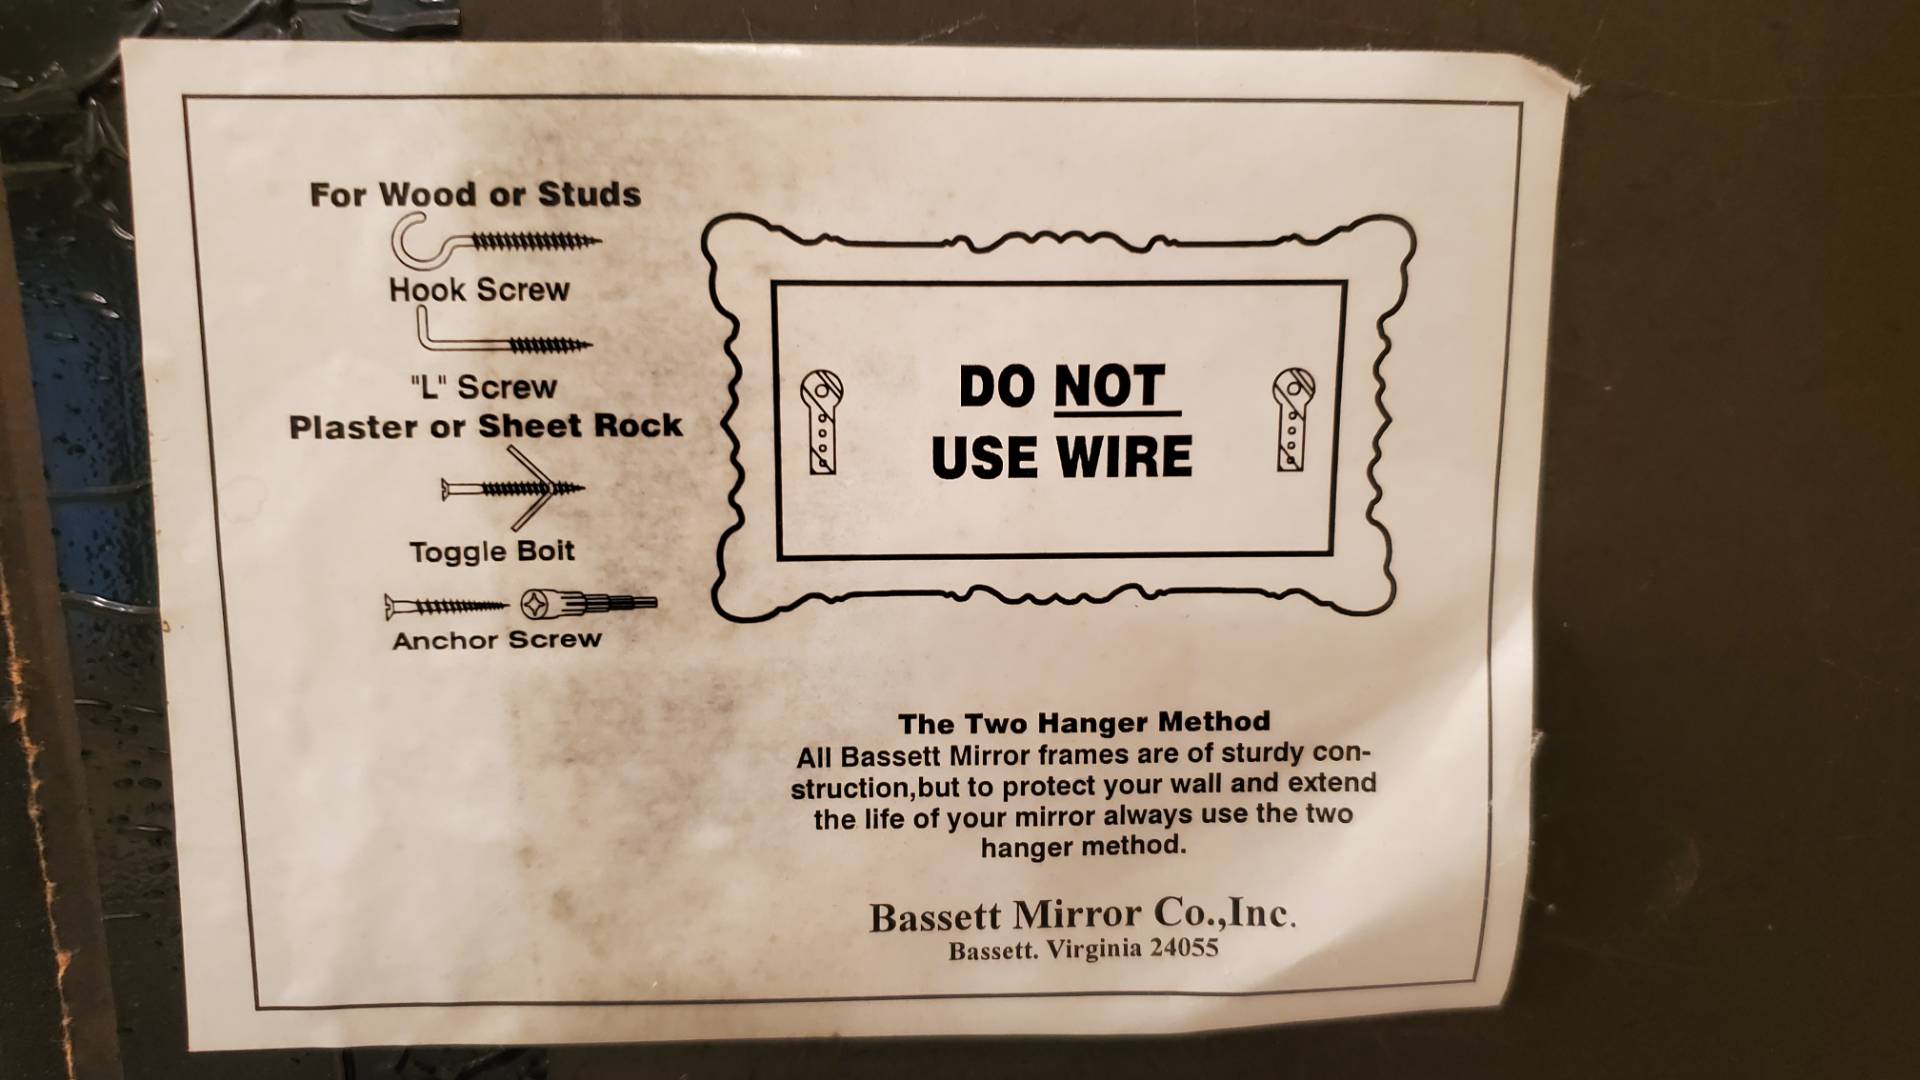 For Wood or Studs
Hook Screw
"L" Screw
Plaster or Sheet Rock
Toggle Boit
Anchor Screw
DO NOT
USE WIRE
The Two Hanger Method
All Bassett Mirror frames are of sturdy con-
struction,but to protect your wall and extend
the life of your mirror always use the two
hanger method.
Bassett Mirror Co.,Inc.
Bassett. Virginia 24055